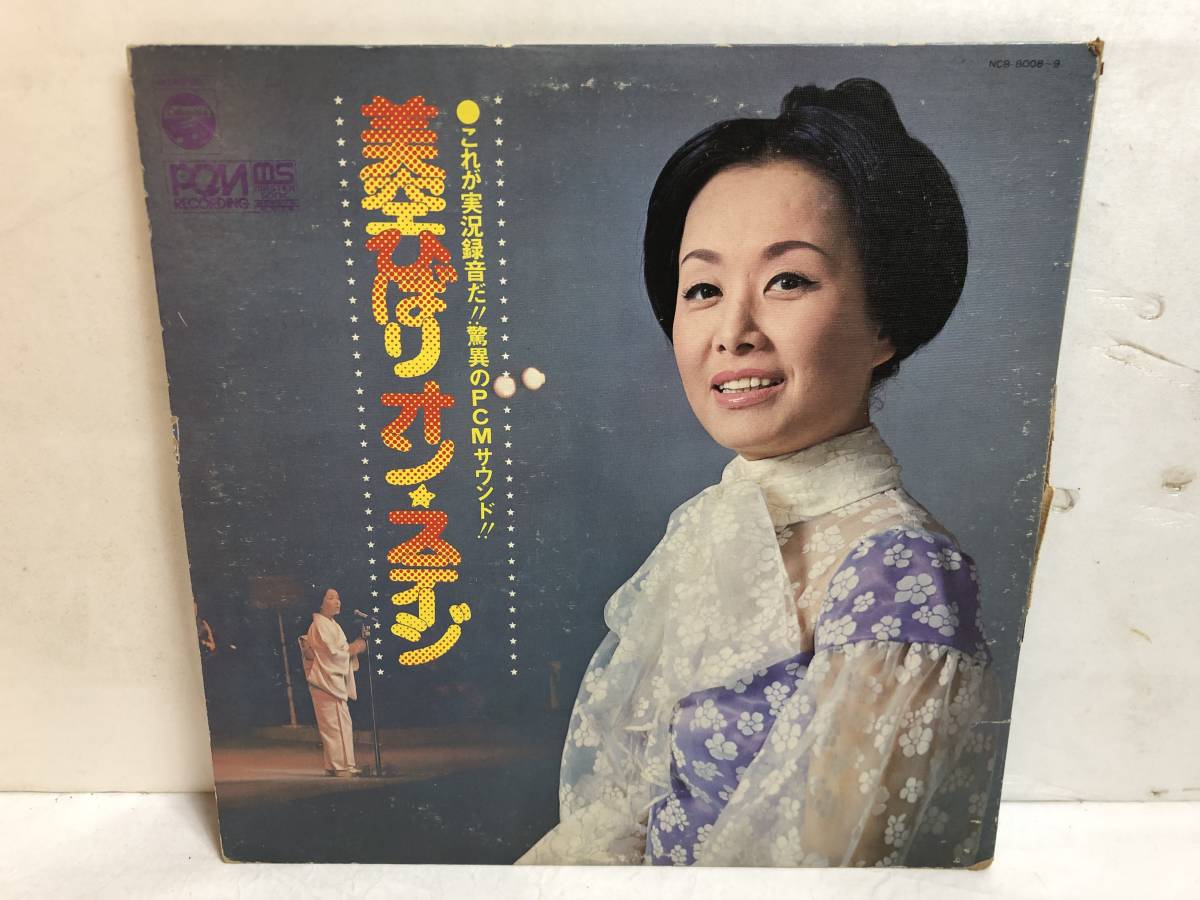 NCB-8008~9
PCM
RECORDING
MS
●これが実況録音だ!!驚異のPCMサウンド!!
美空ひばりオン★ステージ